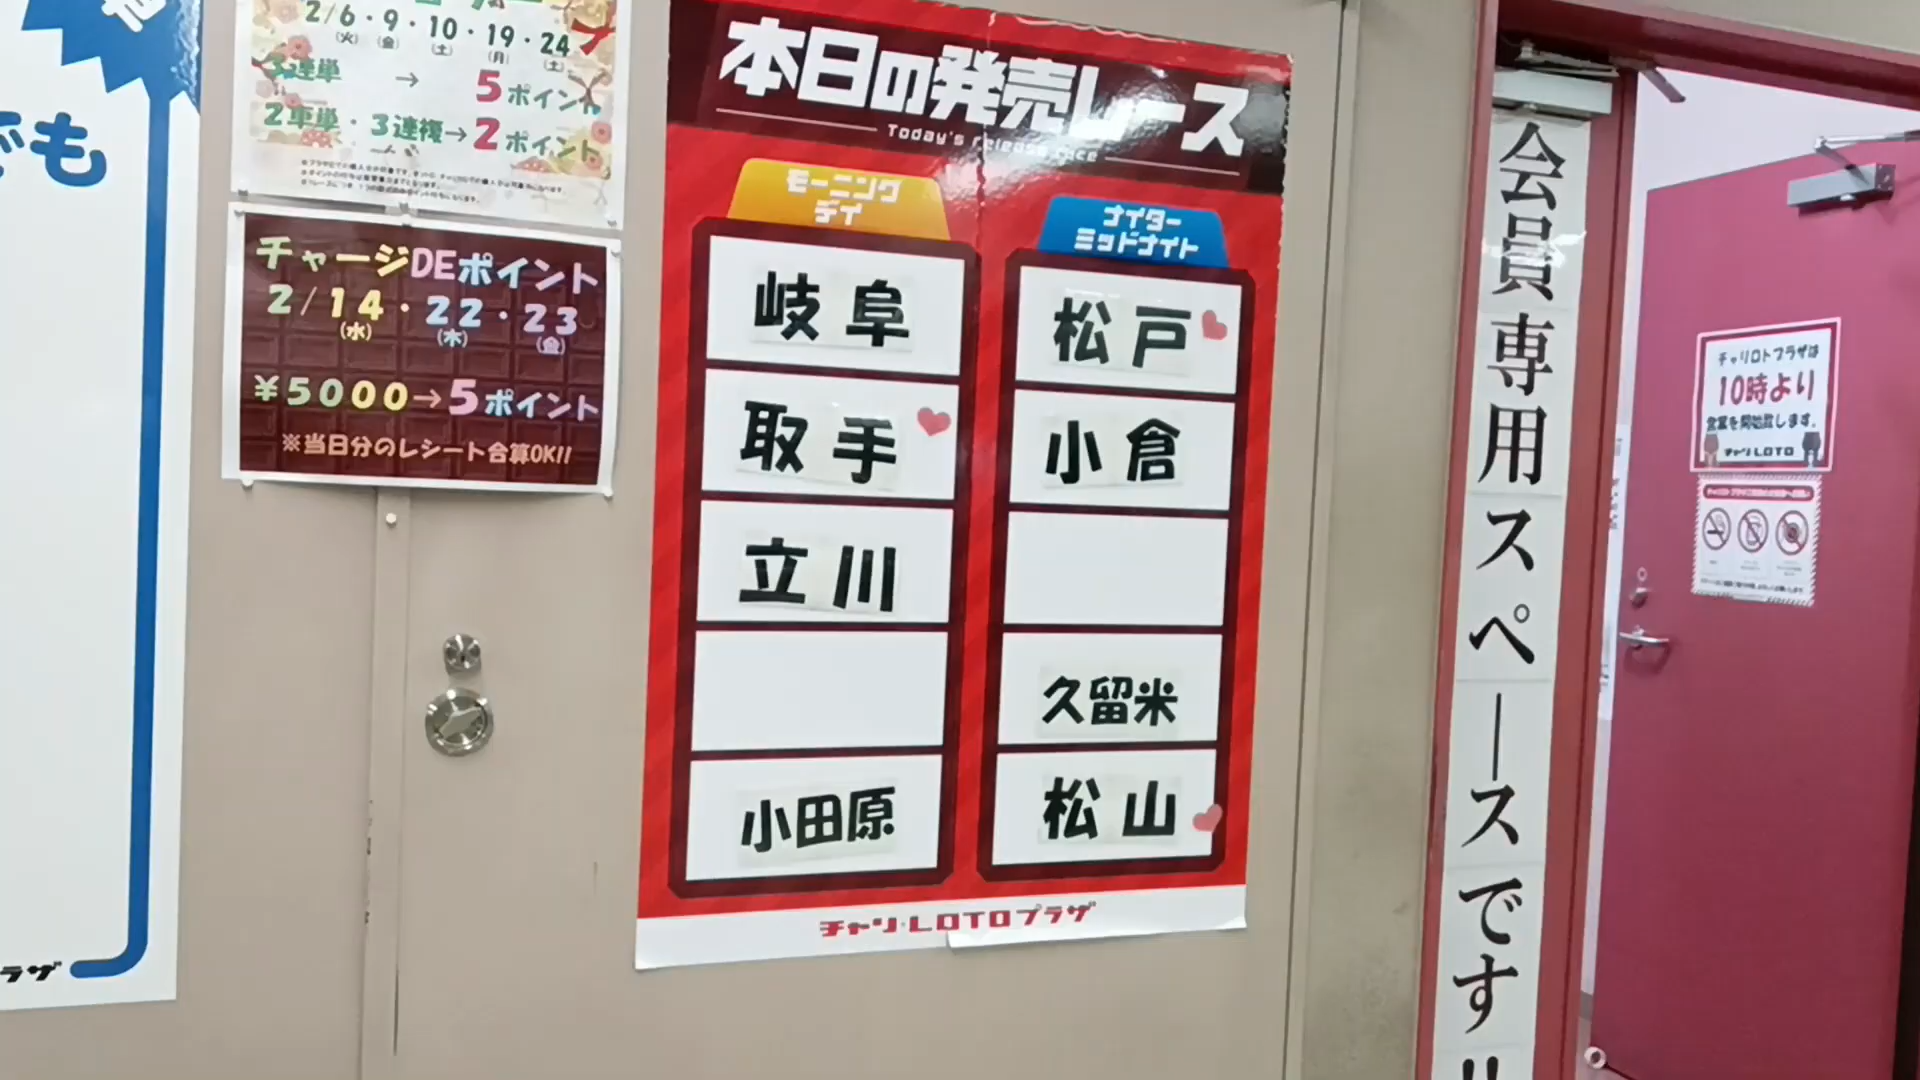 でも
ラザ
2/6・9・10・19・24
(火) (金) (土) (月) (土)
3連単 → 5ポイント
2車単・3連複→2ポイント
チャージDEポイント
2/14・22・23
(水) (木) (金)
¥5000→5ポイント
※当日分のレシート合算OK!!
本日の発売レース
Today's release race
モーニング
デイ
岐阜
取手
立川
小田原
ナイター
ミッドナイト
松戸
小倉
久留米
松山
チャリ・LOTOプラザ
会員専用スペースです!!
チャリロトプラザは
10時より
営業を開始致します。
チャリLOTO